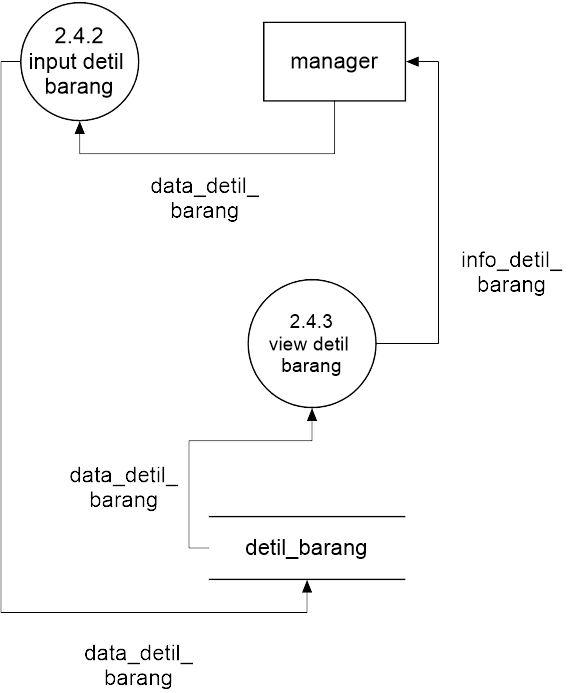 2.4.2
input detil
barang
manager
data_detil_
barang
info_detil_
barang
2.4.3
view detil
barang
data_detil_
barang
detil_barang
data_detil_
barang